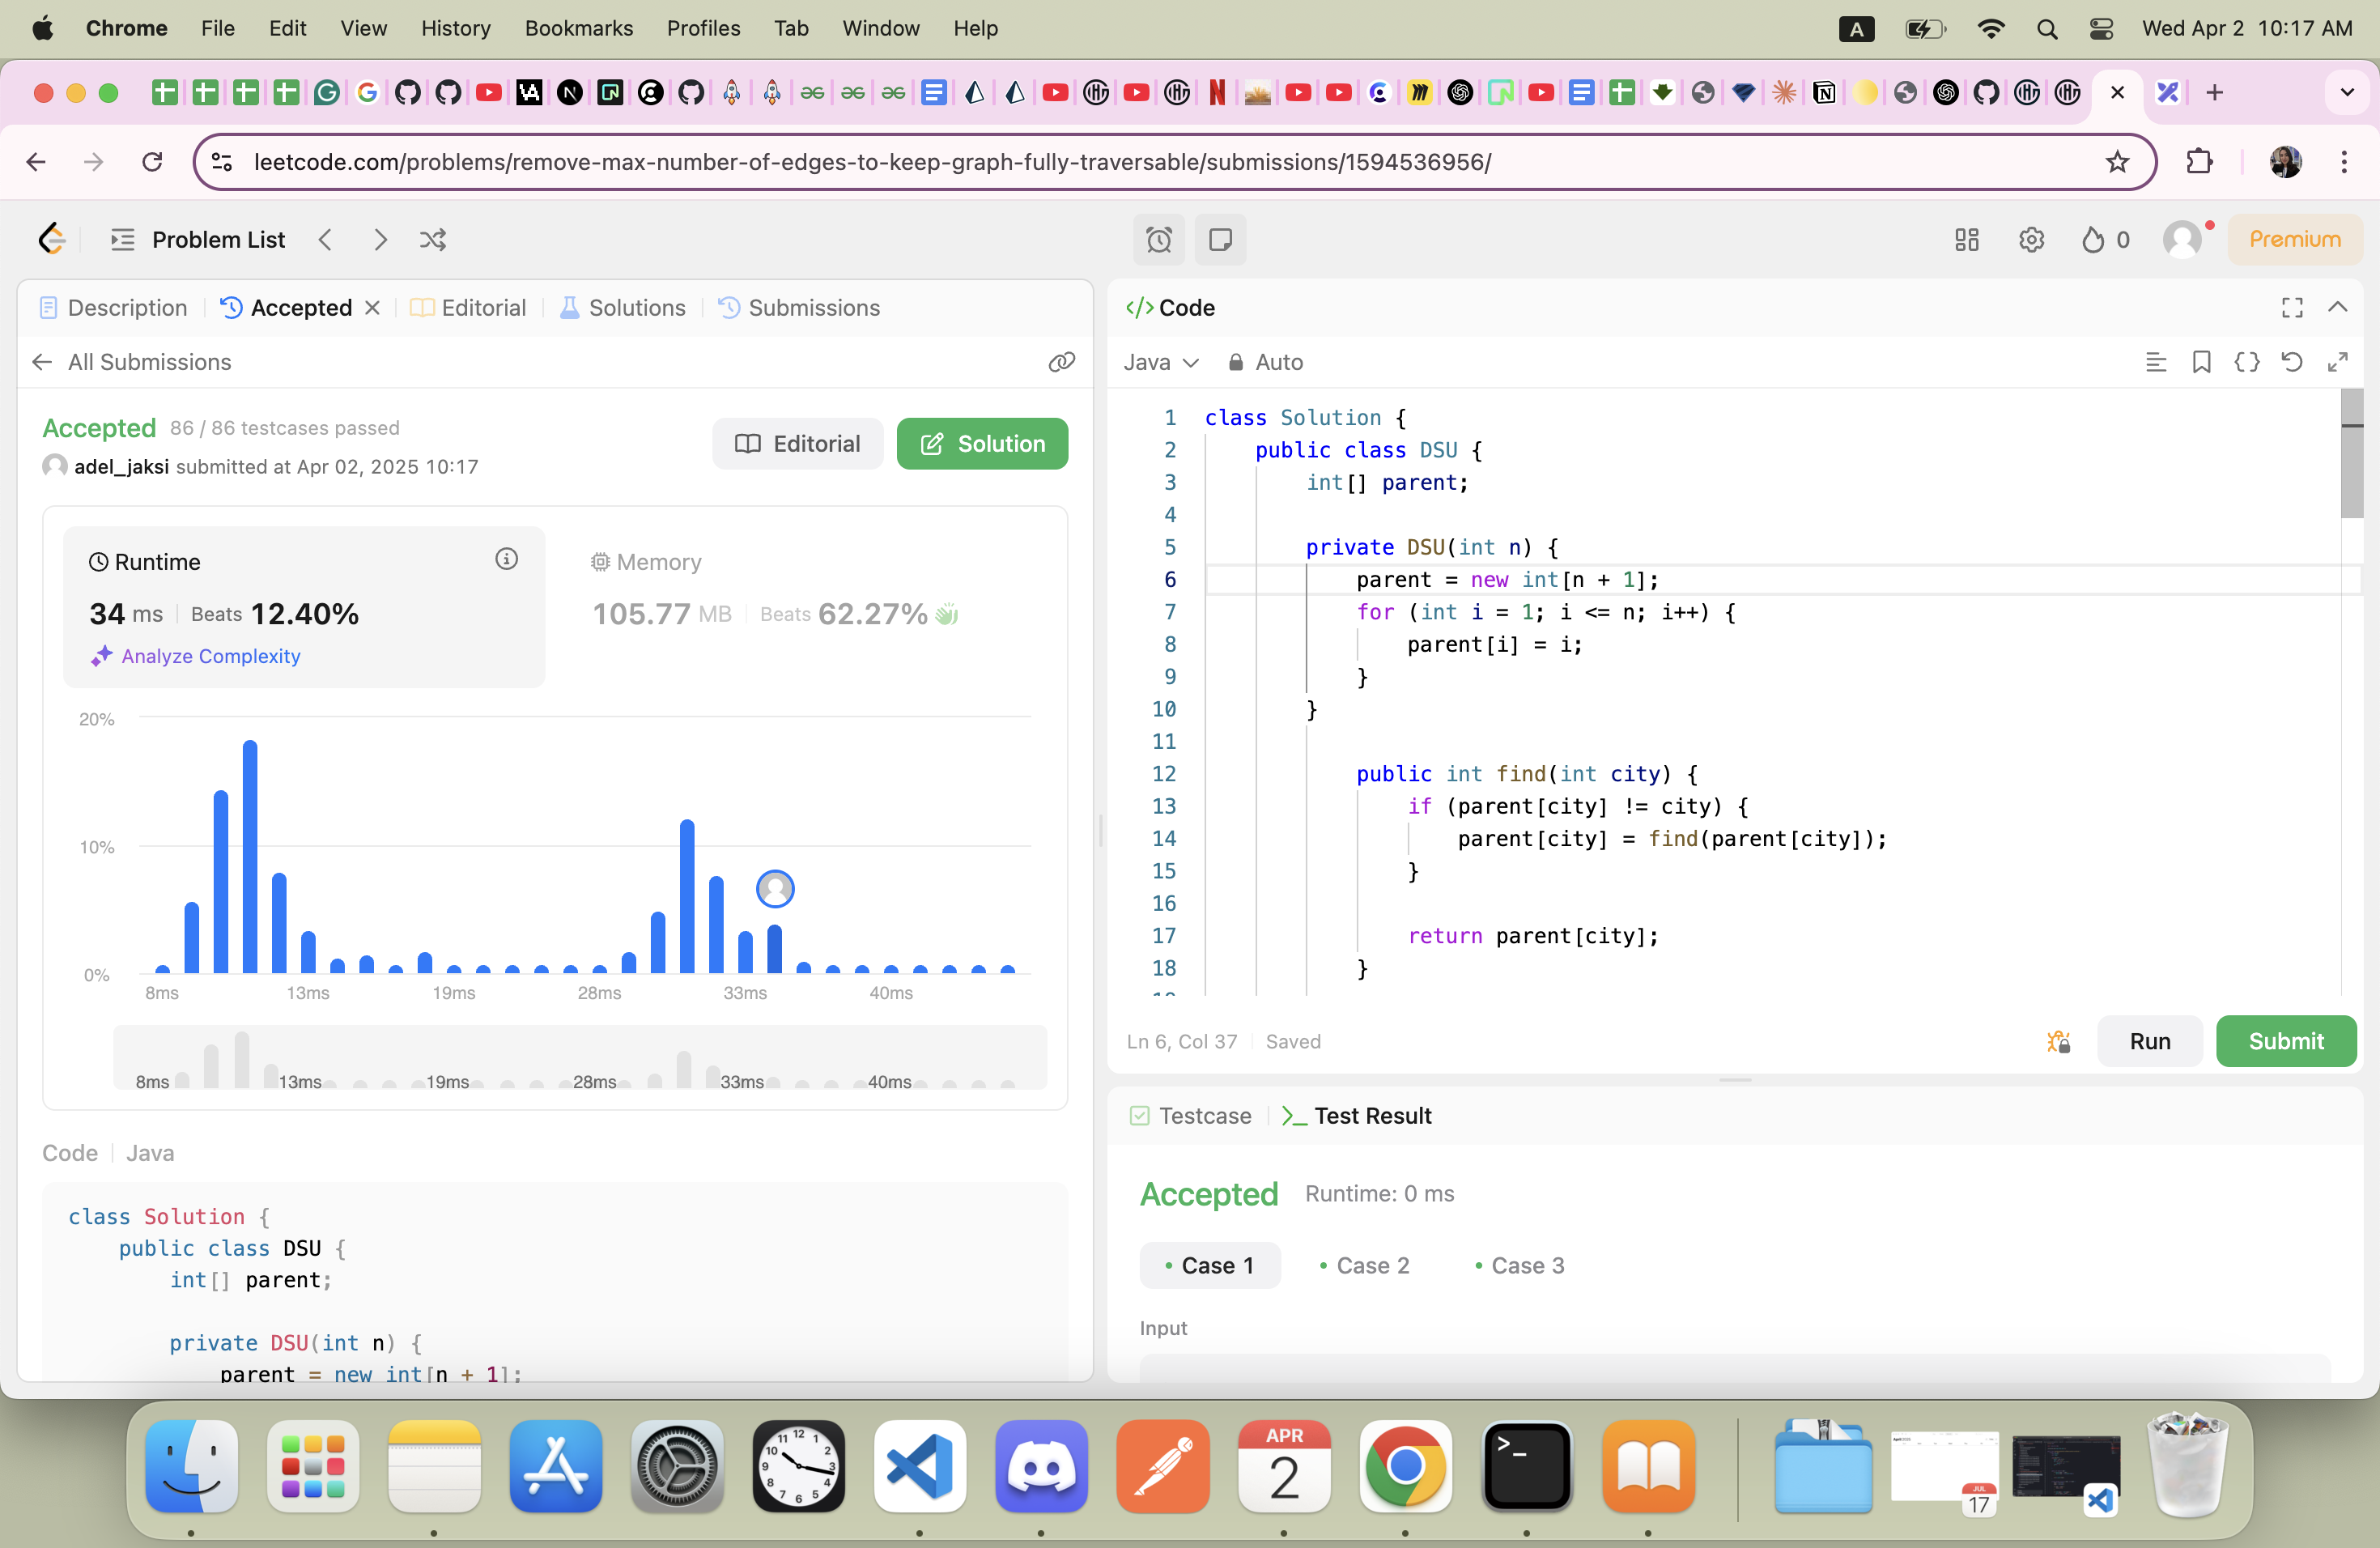 Chrome File Edit View History Bookmarks Profiles Tab Window Help A Wed Apr 2 10:17 AM
leetcode.com/problems/remove-max-number-of-edges-to-keep-graph-fully-traversable/submissions/1594536956/
Problem List 0 Premium
Description Accepted Editorial Solutions Submissions
All Submissions
Accepted 86 / 86 testcases passed
adel_jaksi submitted at Apr 02, 2025 10:17
Editorial Solution
Runtime
34 ms Beats 12.40%
Analyze Complexity
Memory
105.77 MB Beats 62.27%
20%
10%
0%
8ms 13ms 19ms 28ms 33ms 40ms
8ms 13ms 19ms 28ms 33ms 40ms
Code Java
class Solution {
public class DSU {
int[] parent;
private DSU(int n) {
parent = new int[n + 1];
</> Code
Java Auto
1 class Solution {
2 public class DSU {
3 int[] parent;
4
5 private DSU(int n) {
6 parent = new int[n + 1];
7 for (int i = 1; i <= n; i++) {
8 parent[i] = i;
9 }
10 }
11
12 public int find(int city) {
13 if (parent[city] != city) {
14 parent[city] = find(parent[city]);
15 }
16
17 return parent[city];
18 }
Ln 6, Col 37 Saved
Run Submit
Testcase >_ Test Result
Accepted Runtime: 0 ms
Case 1 Case 2 Case 3
Input
APR
2
JUL
17